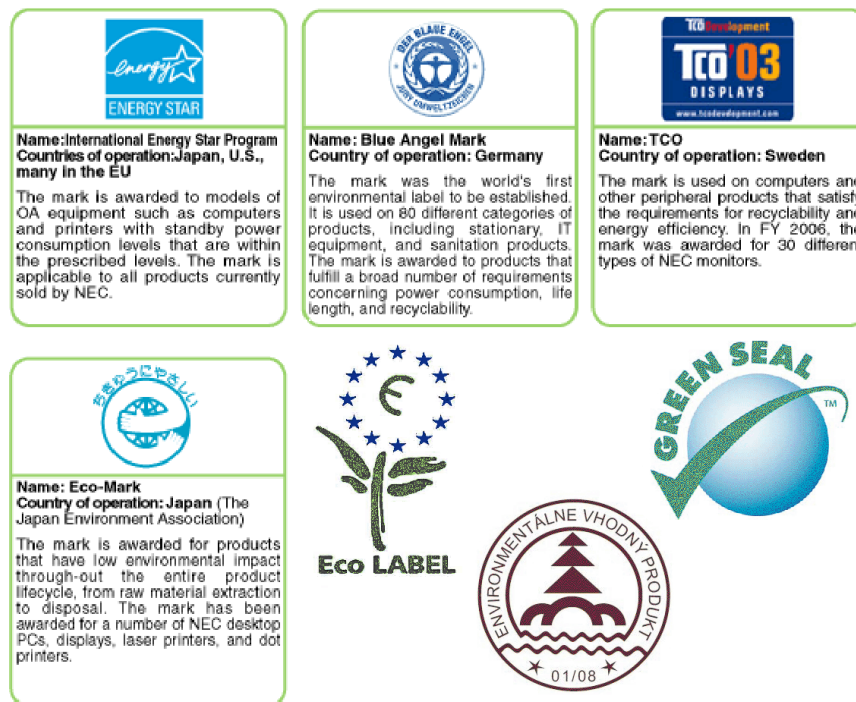 energy
ENERGY STAR
Name:International Energy Star Program
Countries of operation:Japan, U.S.,
many in the EU
The mark is awarded to models of
OA equipment such as computers
and printers with standby power
consumption levels that are within
the prescribed levels. The mark is
applicable to all products currently
sold by NEC.
DER BLAUE ENGEL
JURY UMWELTZEICHEN
Name: Blue Angel Mark
Country of operation: Germany
The mark was the world's first
environmental label to be established.
It is used on 80 different categories of
products, including stationary, IT
equipment, and sanitation products.
The mark is awarded to products that
fulfill a broad number of requirements
concerning power consumption, life
length, and recyclability.
TCO Development
TCO'03
DISPLAYS
www.tcodevelopment.com
Name: TCO
Country of operation: Sweden
The mark is used on computers and
other peripheral products that satisfy
the requirements for recyclability and
energy efficiency. In FY 2006, the
mark was awarded for 30 different
types of NEC monitors.
ちきゅうにやさしい
Name: Eco-Mark
Country of operation: Japan (The
Japan Environment Association)
The mark is awarded for products
that have low environmental impact
through-out the entire product
lifecycle, from raw material extraction
to disposal. The mark has been
awarded for a number of NEC desktop
PCs, displays, laser printers, and dot
printers.
Eco LABEL
GREEN SEAL
TM
ENVIRONMENTÁLNE VHODNÝ PRODUKT
01/08